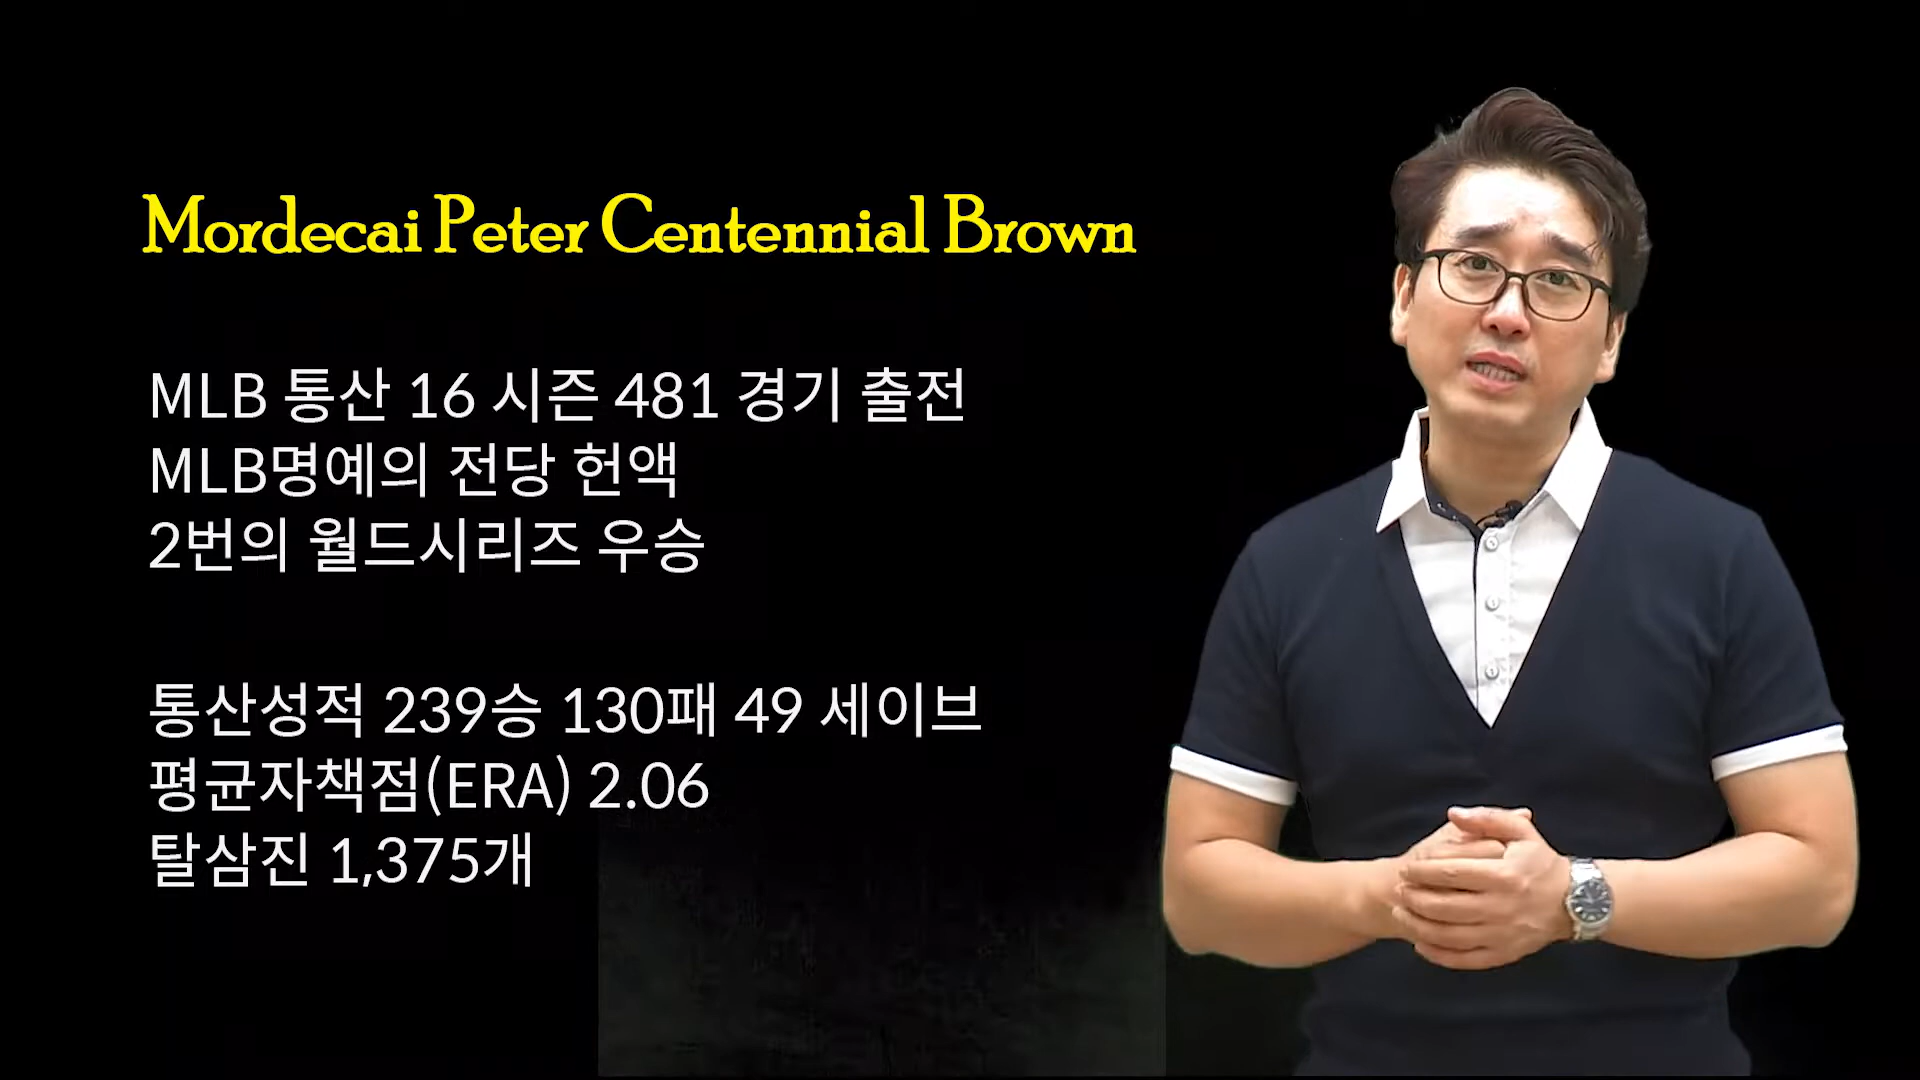 Mordecai Peter Centennial Brown
MLB 통산 16 시즌 481 경기 출전
MLB명예의 전당 헌액
2번의 월드시리즈 우승
통산성적 239승 130패 49 세이브
평균자책점(ERA) 2.06
탈삼진 1,375개